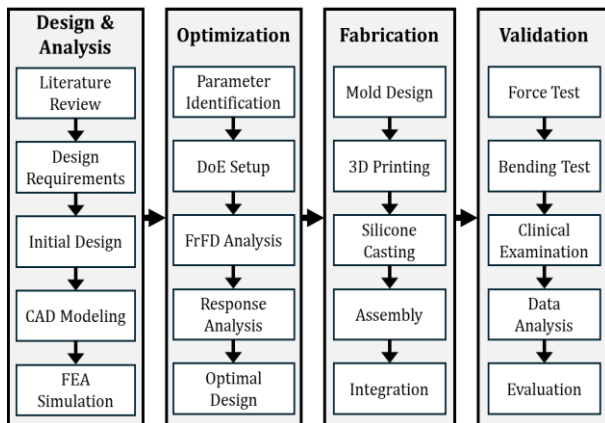 Design &
Analysis
Literature
Review
Design
Requirements
Initial Design
CAD Modeling
FEA
Simulation
Optimization
Parameter
Identification
DoE Setup
FrFD Analysis
Response
Analysis
Optimal
Design
Fabrication
Mold Design
3D Printing
Silicone
Casting
Assembly
Integration
Validation
Force Test
Bending Test
Clinical
Examination
Data
Analysis
Evaluation